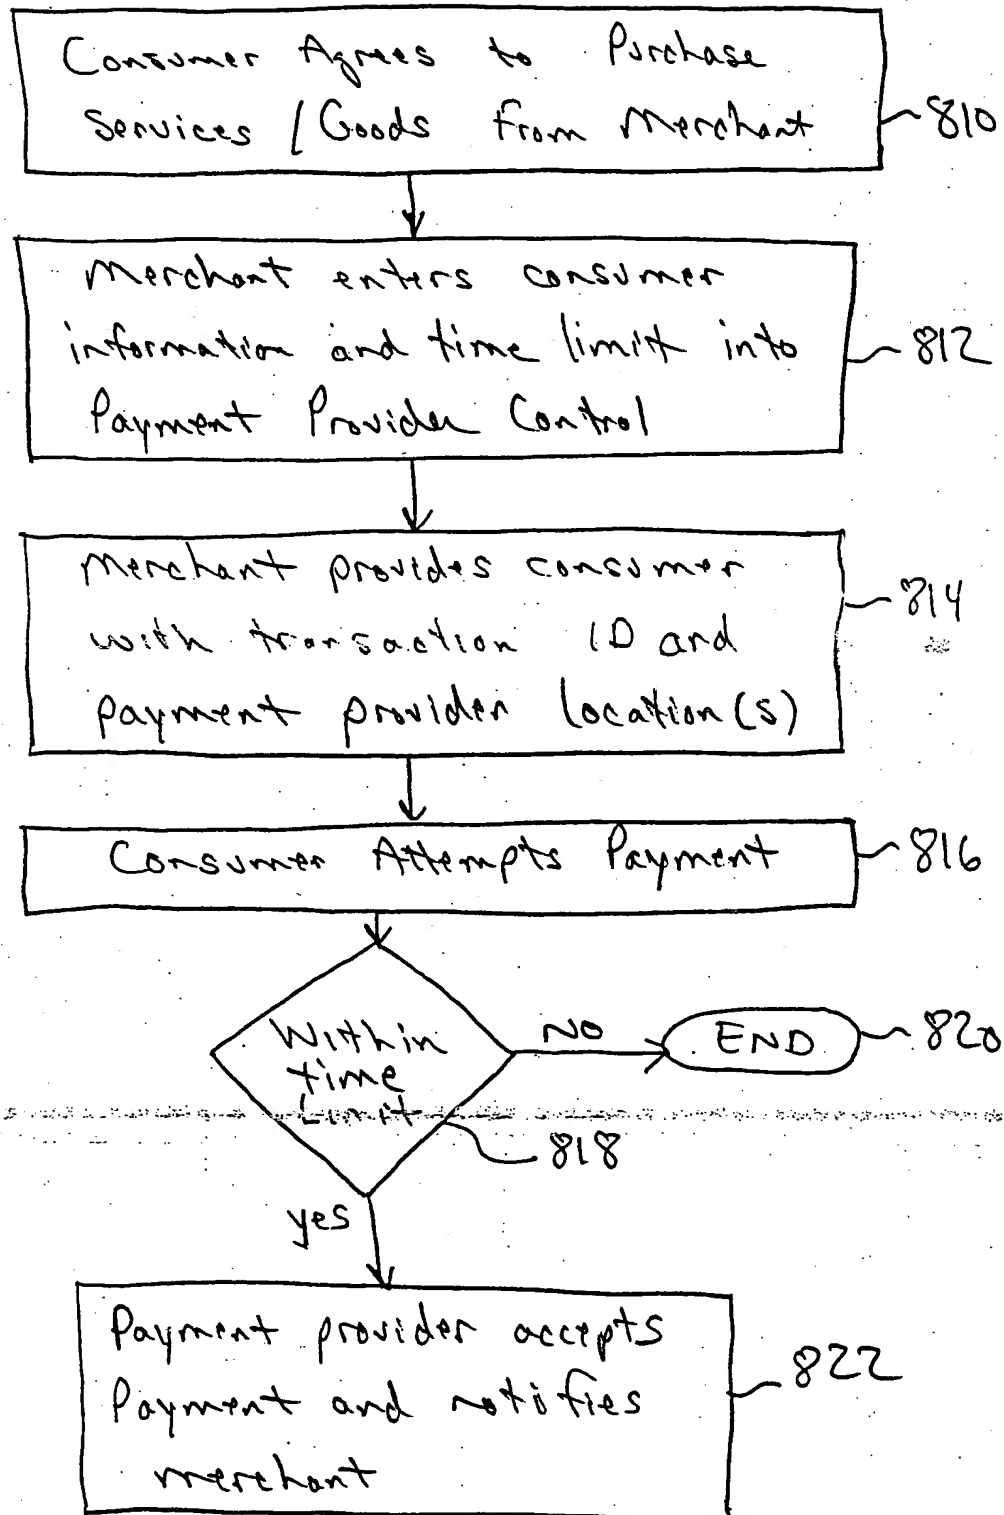 Consumer Agrees to Purchase
Services / Goods from Merchant
810
Merchant enters consumer
information and time limit into
Payment Provider Control
812
Merchant provides consumer
with transaction ID and
payment provider location(s)
814
Consumer Attempts Payment
816
Within
time
Limit
818
NO
END
820
yes
Payment provider accepts
Payment and notifies
merchant
822